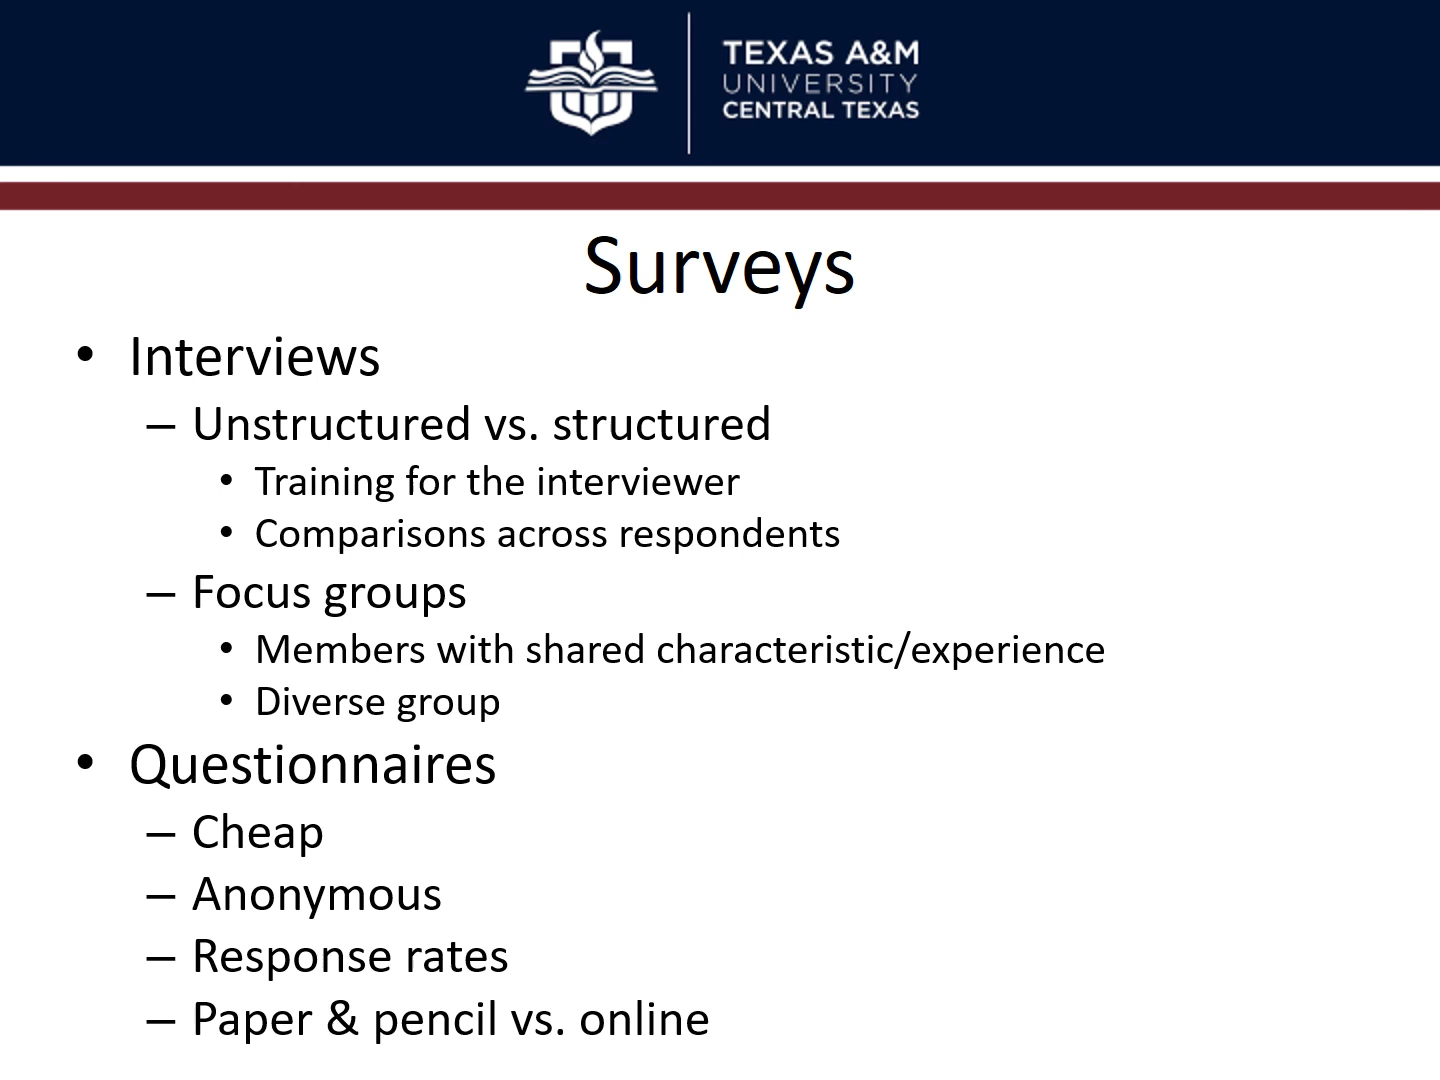 TEXAS A&M
UNIVERSITY
CENTRAL TEXAS
Surveys
• Interviews
– Unstructured vs. structured
• Training for the interviewer
• Comparisons across respondents
– Focus groups
• Members with shared characteristic/experience
• Diverse group
• Questionnaires
– Cheap
– Anonymous
– Response rates
– Paper & pencil vs. online